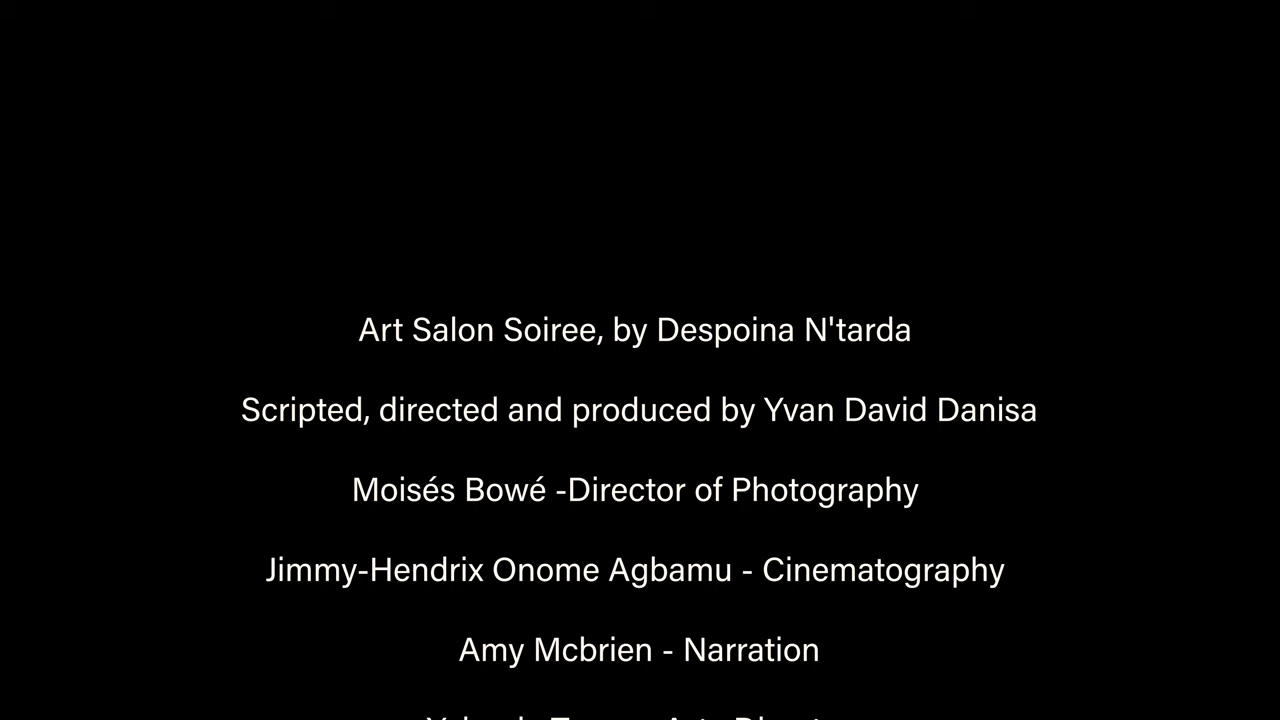 Art Salon Soiree, by Despoina N'tarda
Scripted, directed and produced by Yvan David Danisa
Moisés Bowé -Director of Photography
Jimmy-Hendrix Onome Agbamu - Cinematography
Amy Mcbrien - Narration